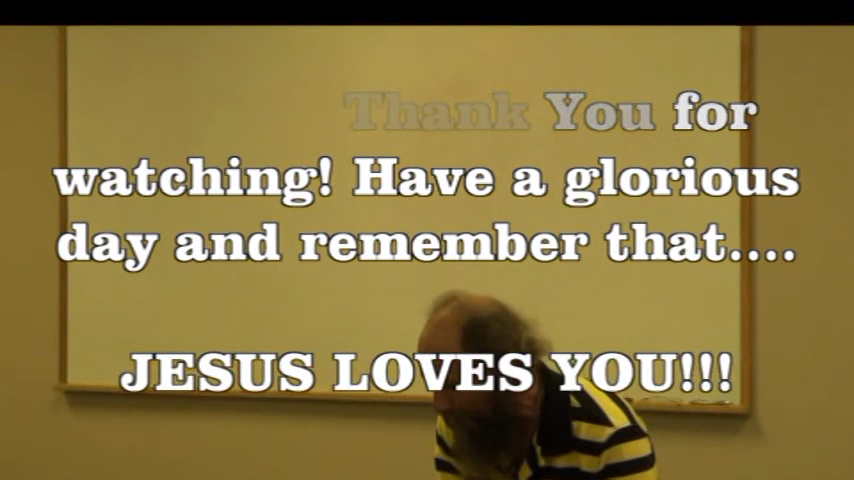 Thank You for
watching! Have a glorious
day and remember that....
JESUS LOVES YOU!!!